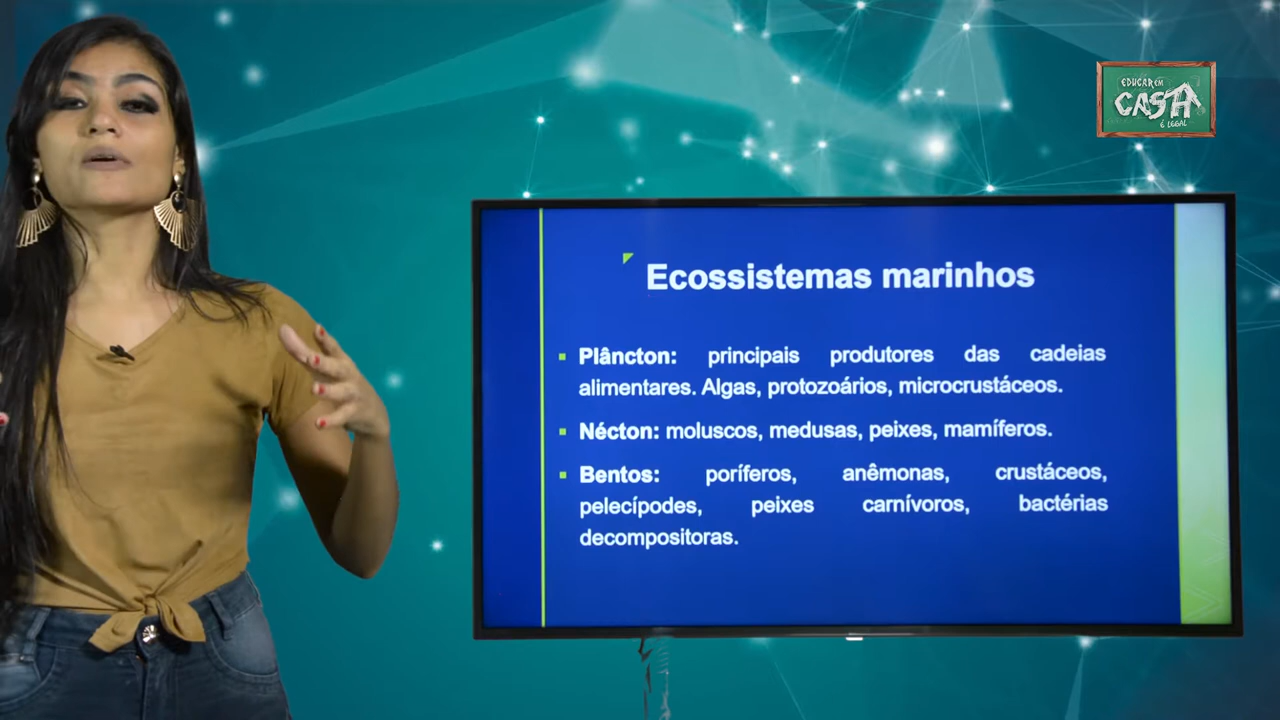 EDUCAR EM
CASA
É LEGAL
Ecossistemas marinhos
Plâncton: principais produtores das cadeias
alimentares. Algas, protozoários, microcrustáceos.
Nécton: moluscos, medusas, peixes, mamíferos.
Bentos: poríferos, anêmonas, crustáceos,
pelecípodes, peixes carnívoros, bactérias
decompositoras.